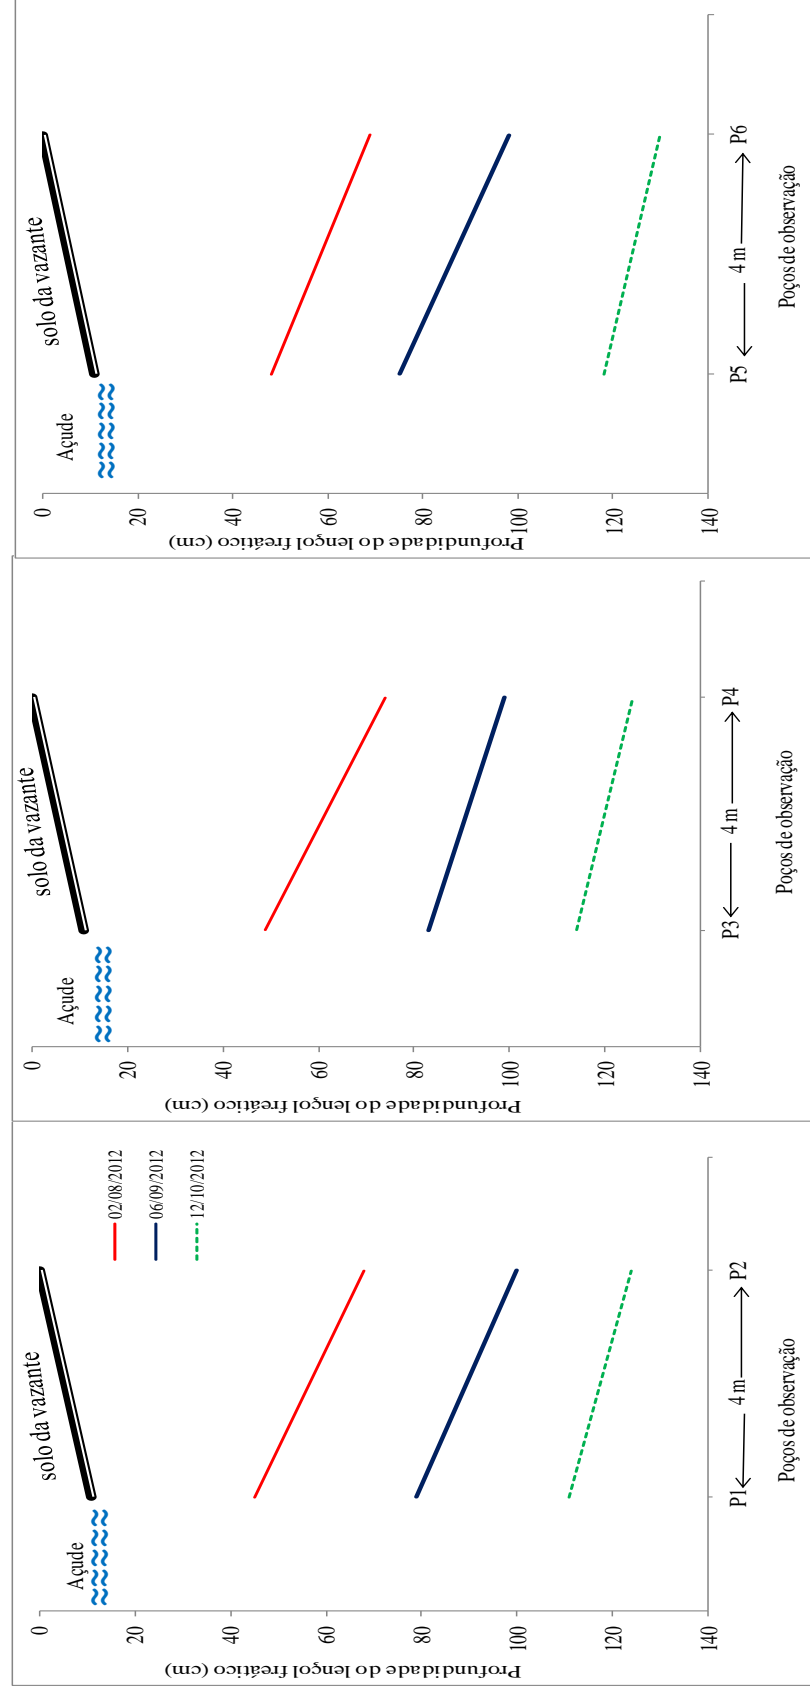 Profundidade do lençol freático (cm)
0
20
40
60
80
100
120
140
Açude
solo da vazante
02/08/2012
06/09/2012
12/10/2012
P1
4 m
P2
Poços de observação
Profundidade do lençol freático (cm)
0
20
40
60
80
100
120
140
Açude
solo da vazante
P3
4 m
P4
Poços de observação
Profundidade do lençol freático (cm)
0
20
40
60
80
100
120
140
Açude
solo da vazante
P5
4 m
P6
Poços de observação